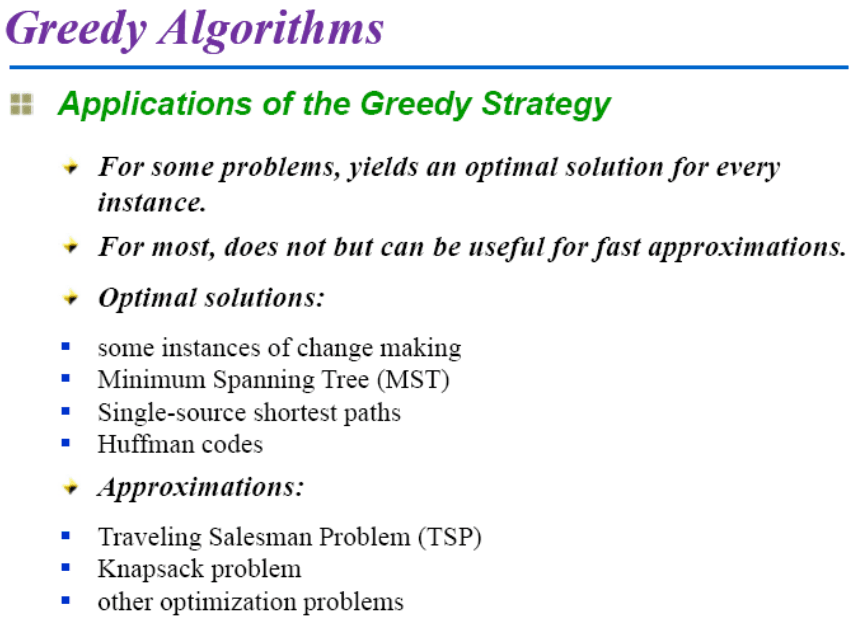 Greedy Algorithms
Applications of the Greedy Strategy
For some problems, yields an optimal solution for every
instance.
For most, does not but can be useful for fast approximations.
Optimal solutions:
some instances of change making
Minimum Spanning Tree (MST)
Single-source shortest paths
Huffman codes
Approximations:
Traveling Salesman Problem (TSP)
Knapsack problem
other optimization problems